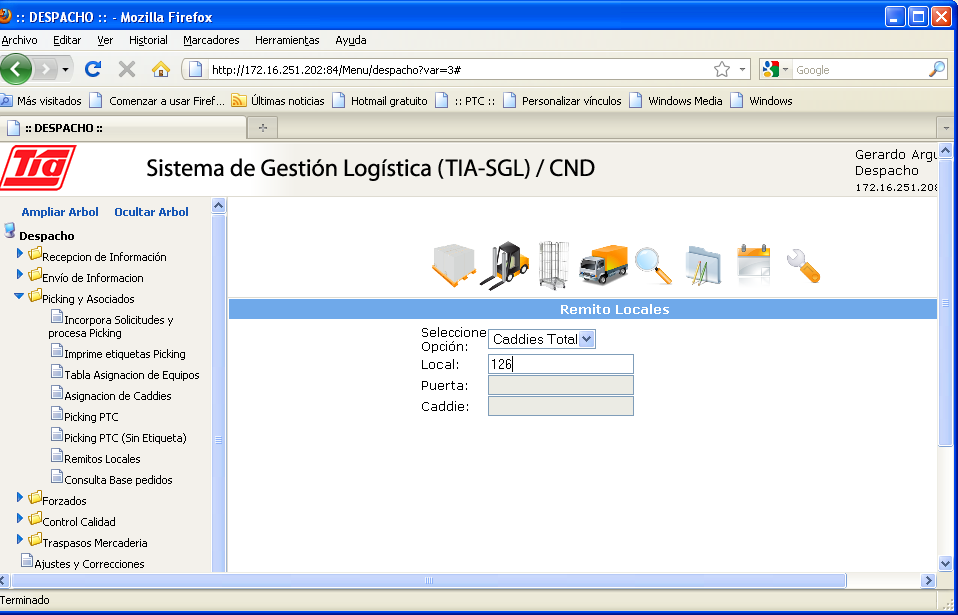 :: DESPACHO :: - Mozilla Firefox
Archivo Editar Ver Historial Marcadores Herramientas Ayuda
http://172.16.251.202:84/Menu/despacho?var=3#
Google
Más visitados Comenzar a usar Firef... Últimas noticias Hotmail gratuito :: PTC :: Personalizar vínculos Windows Media Windows
:: DESPACHO ::
Tia
Sistema de Gestión Logística (TIA-SGL) / CND
Gerardo Argu
Despacho
172.16.251.208
Ampliar Arbol Ocultar Arbol
Despacho
Recepcion de Información
Envío de Informacion
Picking y Asociados
Incorpora Solicitudes y
procesa Picking
Imprime etiquetas Picking
Tabla Asignacion de Equipos
Asignacion de Caddies
Picking PTC
Picking PTC (Sin Etiqueta)
Remitos Locales
Consulta Base pedidos
Forzados
Control Calidad
Traspasos Mercaderia
Ajustes y Correcciones
Remito Locales
Seleccione
Opción:
Caddies Total
Local: 126
Puerta:
Caddie:
Terminado